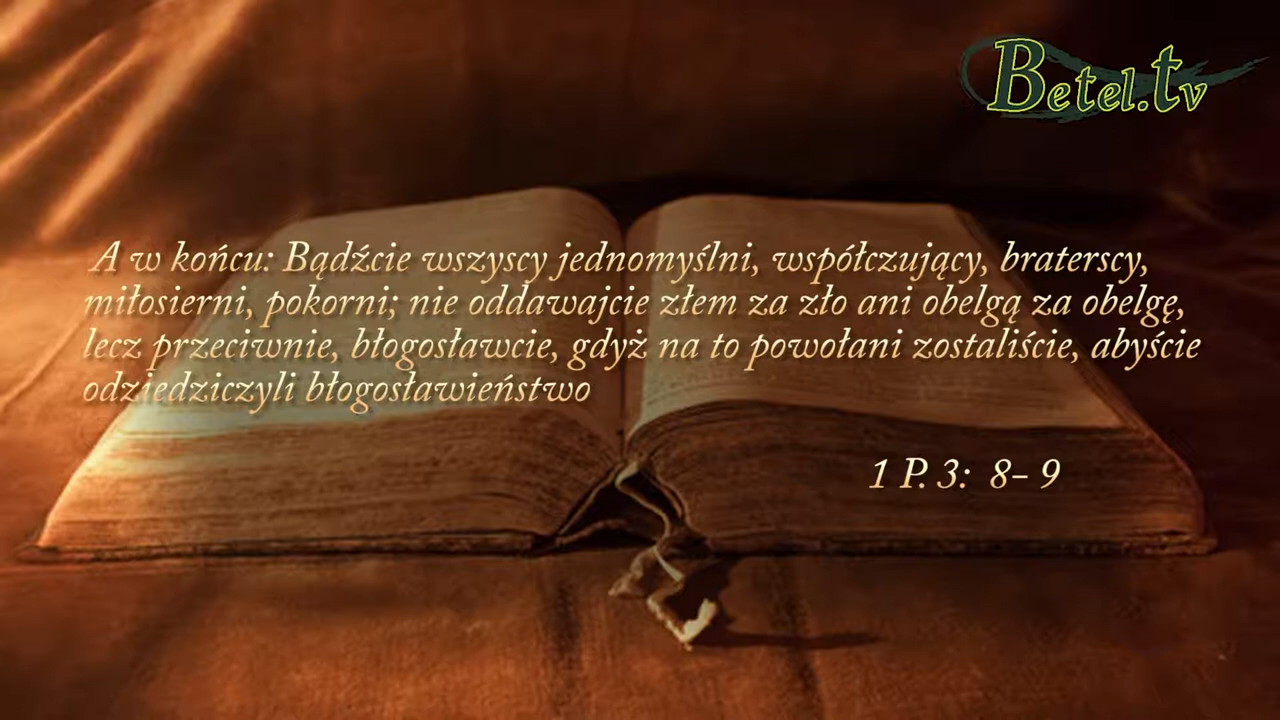 Betel.tv
A w końcu: Bądźcie wszyscy jednomyślni, współczujący, braterscy,
miłosierni, pokorni; nie oddawajcie złem za zło ani obelgą za obelgę,
lecz przeciwnie, błogosławcie, gdyż na to powołani zostaliście, abyście
odziedziczyli błogosławieństwo
1 P. 3: 8– 9